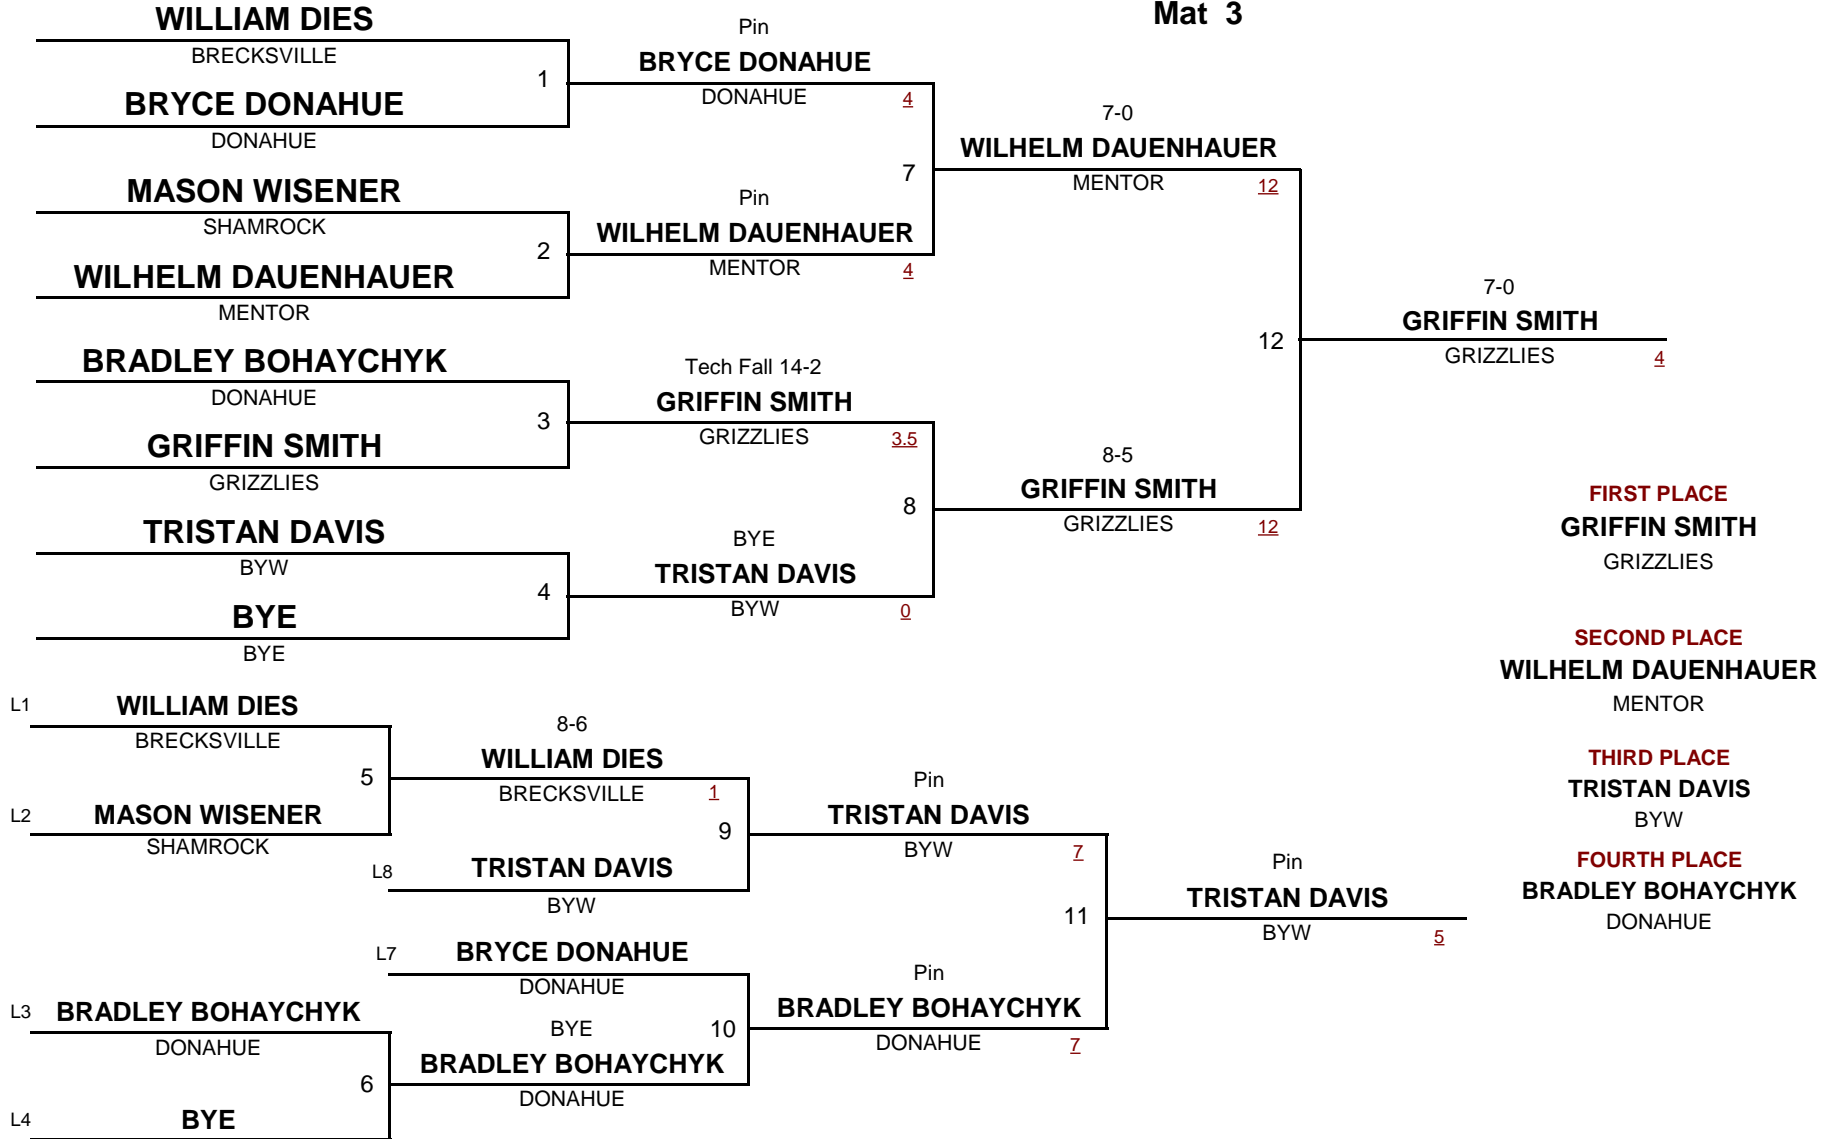 Mat 3
WILLIAM DIES
BRECKSVILLE
1
BRYCE DONAHUE
DONAHUE
MASON WISENER
SHAMROCK
2
WILHELM DAUENHAUER
MENTOR
BRADLEY BOHAYCHYK
DONAHUE
3
GRIFFIN SMITH
GRIZZLIES
TRISTAN DAVIS
BYW
4
BYE
BYE
Pin
BRYCE DONAHUE
DONAHUE 4
7
Pin
WILHELM DAUENHAUER
MENTOR 4
Tech Fall 14-2
GRIFFIN SMITH
GRIZZLIES 3.5
8
BYE
TRISTAN DAVIS
BYW 0
7-0
WILHELM DAUENHAUER
MENTOR 12
12
8-5
GRIFFIN SMITH
GRIZZLIES 12
7-0
GRIFFIN SMITH
GRIZZLIES 4
FIRST PLACE
GRIFFIN SMITH
GRIZZLIES
SECOND PLACE
WILHELM DAUENHAUER
MENTOR
THIRD PLACE
TRISTAN DAVIS
BYW
FOURTH PLACE
BRADLEY BOHAYCHYK
DONAHUE
L1 WILLIAM DIES
BRECKSVILLE
5
L2 MASON WISENER
SHAMROCK
8-6
WILLIAM DIES
BRECKSVILLE 1
9
L8 TRISTAN DAVIS
BYW
L7 BRYCE DONAHUE
DONAHUE
L3 BRADLEY BOHAYCHYK
DONAHUE
6
L4 BYE
BYE 10
BRADLEY BOHAYCHYK
DONAHUE
Pin
TRISTAN DAVIS
BYW 7
11
Pin
BRADLEY BOHAYCHYK
DONAHUE 7
Pin
TRISTAN DAVIS
BYW 5